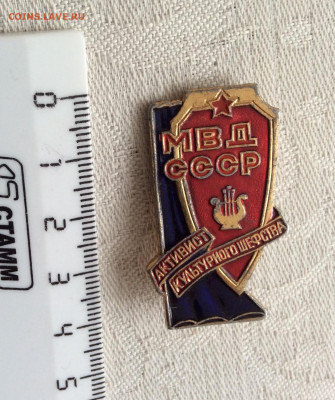 COINS.LAVE.RU
МВД
СССР
АКТИВИСТ
КУЛЬТУРНОГО ШЕФСТВА
0
1
2
3
4
5
СТАММ